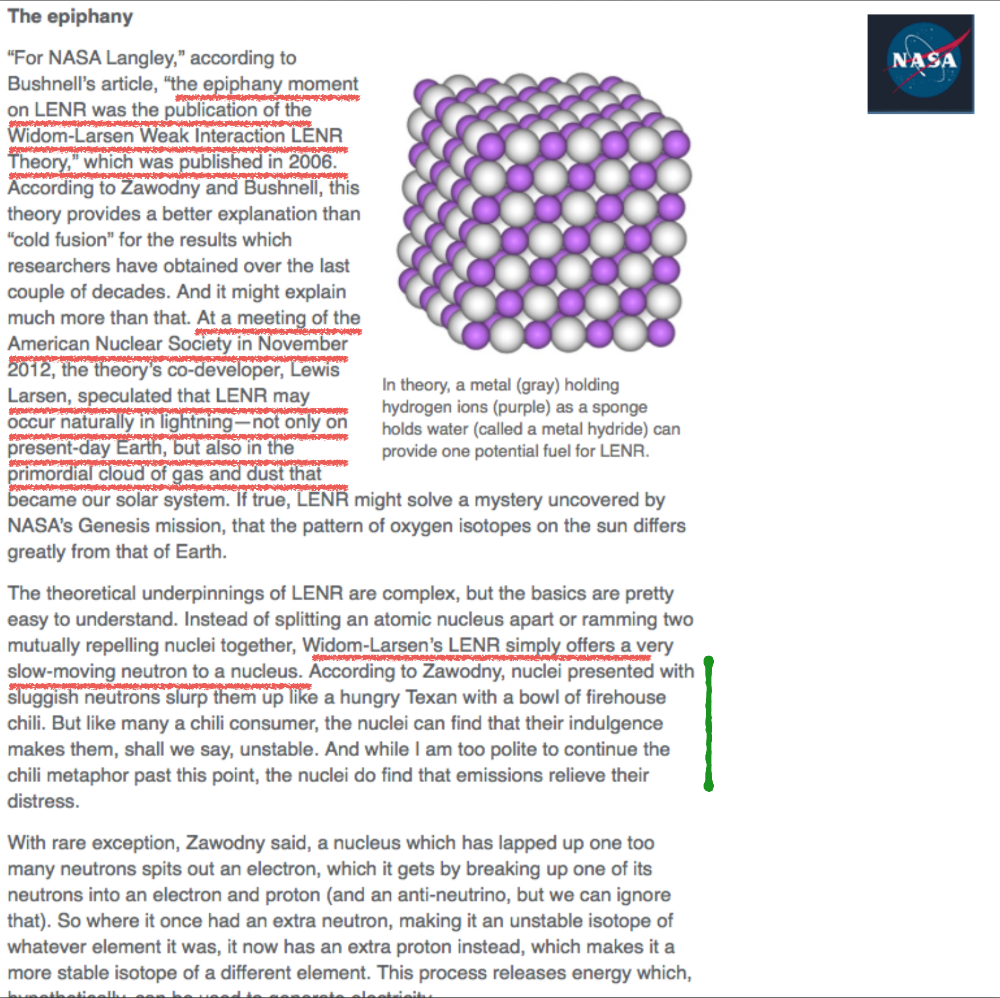 The epiphany
“For NASA Langley,” according to
Bushnell’s article, “the epiphany moment
on LENR was the publication of the
Widom-Larsen Weak Interaction LENR
Theory,” which was published in 2006.
According to Zawodny and Bushnell, this
theory provides a better explanation than
“cold fusion” for the results which
researchers have obtained over the last
couple of decades. And it might explain
much more than that. At a meeting of the
American Nuclear Society in November
2012, the theory’s co-developer, Lewis
Larsen, speculated that LENR may
occur naturally in lightning—not only on
present-day Earth, but also in the
primordial cloud of gas and dust that
became our solar system. If true, LENR might solve a mystery uncovered by
NASA’s Genesis mission, that the pattern of oxygen isotopes on the sun differs
greatly from that of Earth.
NASA
In theory, a metal (gray) holding
hydrogen ions (purple) as a sponge
holds water (called a metal hydride) can
provide one potential fuel for LENR.
The theoretical underpinnings of LENR are complex, but the basics are pretty
easy to understand. Instead of splitting an atomic nucleus apart or ramming two
mutually repelling nuclei together, Widom-Larsen’s LENR simply offers a very
slow-moving neutron to a nucleus. According to Zawodny, nuclei presented with
sluggish neutrons slurp them up like a hungry Texan with a bowl of firehouse
chili. But like many a chili consumer, the nuclei can find that their indulgence
makes them, shall we say, unstable. And while I am too polite to continue the
chili metaphor past this point, the nuclei do find that emissions relieve their
distress.
With rare exception, Zawodny said, a nucleus which has lapped up one too
many neutrons spits out an electron, which it gets by breaking up one of its
neutrons into an electron and proton (and an anti-neutrino, but we can ignore
that). So where it once had an extra neutron, making it an unstable isotope of
whatever element it was, it now has an extra proton instead, which makes it a
more stable isotope of a different element. This process releases energy which,
hypothetically, can be used to generate electricity.